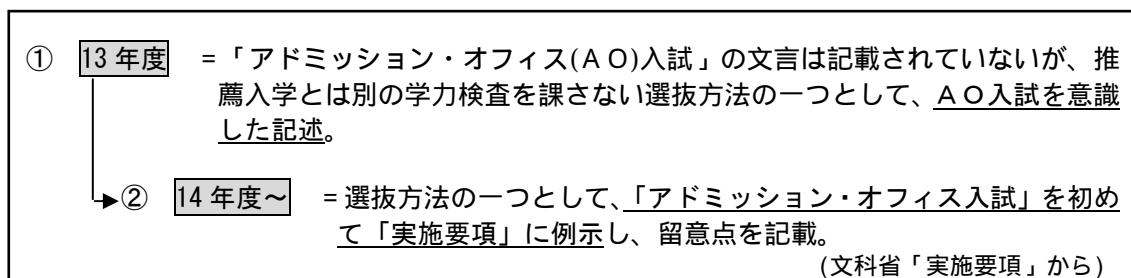 ① 13年度 =「アドミッション・オフィス(AO)入試」の文言は記載されていないが、推
薦入学とは別の学力検査を課さない選抜方法の一つとして、AO入試を意識
した記述。
② 14年度～ =選抜方法の一つとして、「アドミッション・オフィス入試」を初め
て「実施要項」に例示し、留意点を記載。
(文科省「実施要項」から)